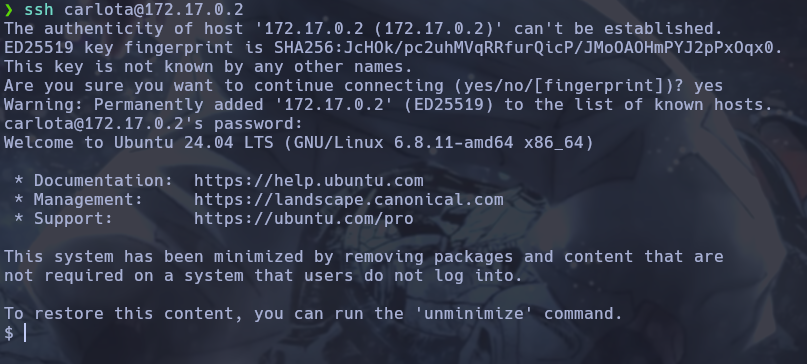 ❯ ssh carlota@172.17.0.2
The authenticity of host '172.17.0.2 (172.17.0.2)' can't be established.
ED25519 key fingerprint is SHA256:JcHOk/pc2uhMVqRRfurQicP/JMoOAOHmPYJ2pPxOqx0.
This key is not known by any other names.
Are you sure you want to continue connecting (yes/no/[fingerprint])? yes
Warning: Permanently added '172.17.0.2' (ED25519) to the list of known hosts.
carlota@172.17.0.2's password:
Welcome to Ubuntu 24.04 LTS (GNU/Linux 6.8.11-amd64 x86_64)
* Documentation:  https://help.ubuntu.com
* Management:     https://landscape.canonical.com
* Support:        https://ubuntu.com/pro
This system has been minimized by removing packages and content that are
not required on a system that users do not log into.
To restore this content, you can run the 'unminimize' command.
$